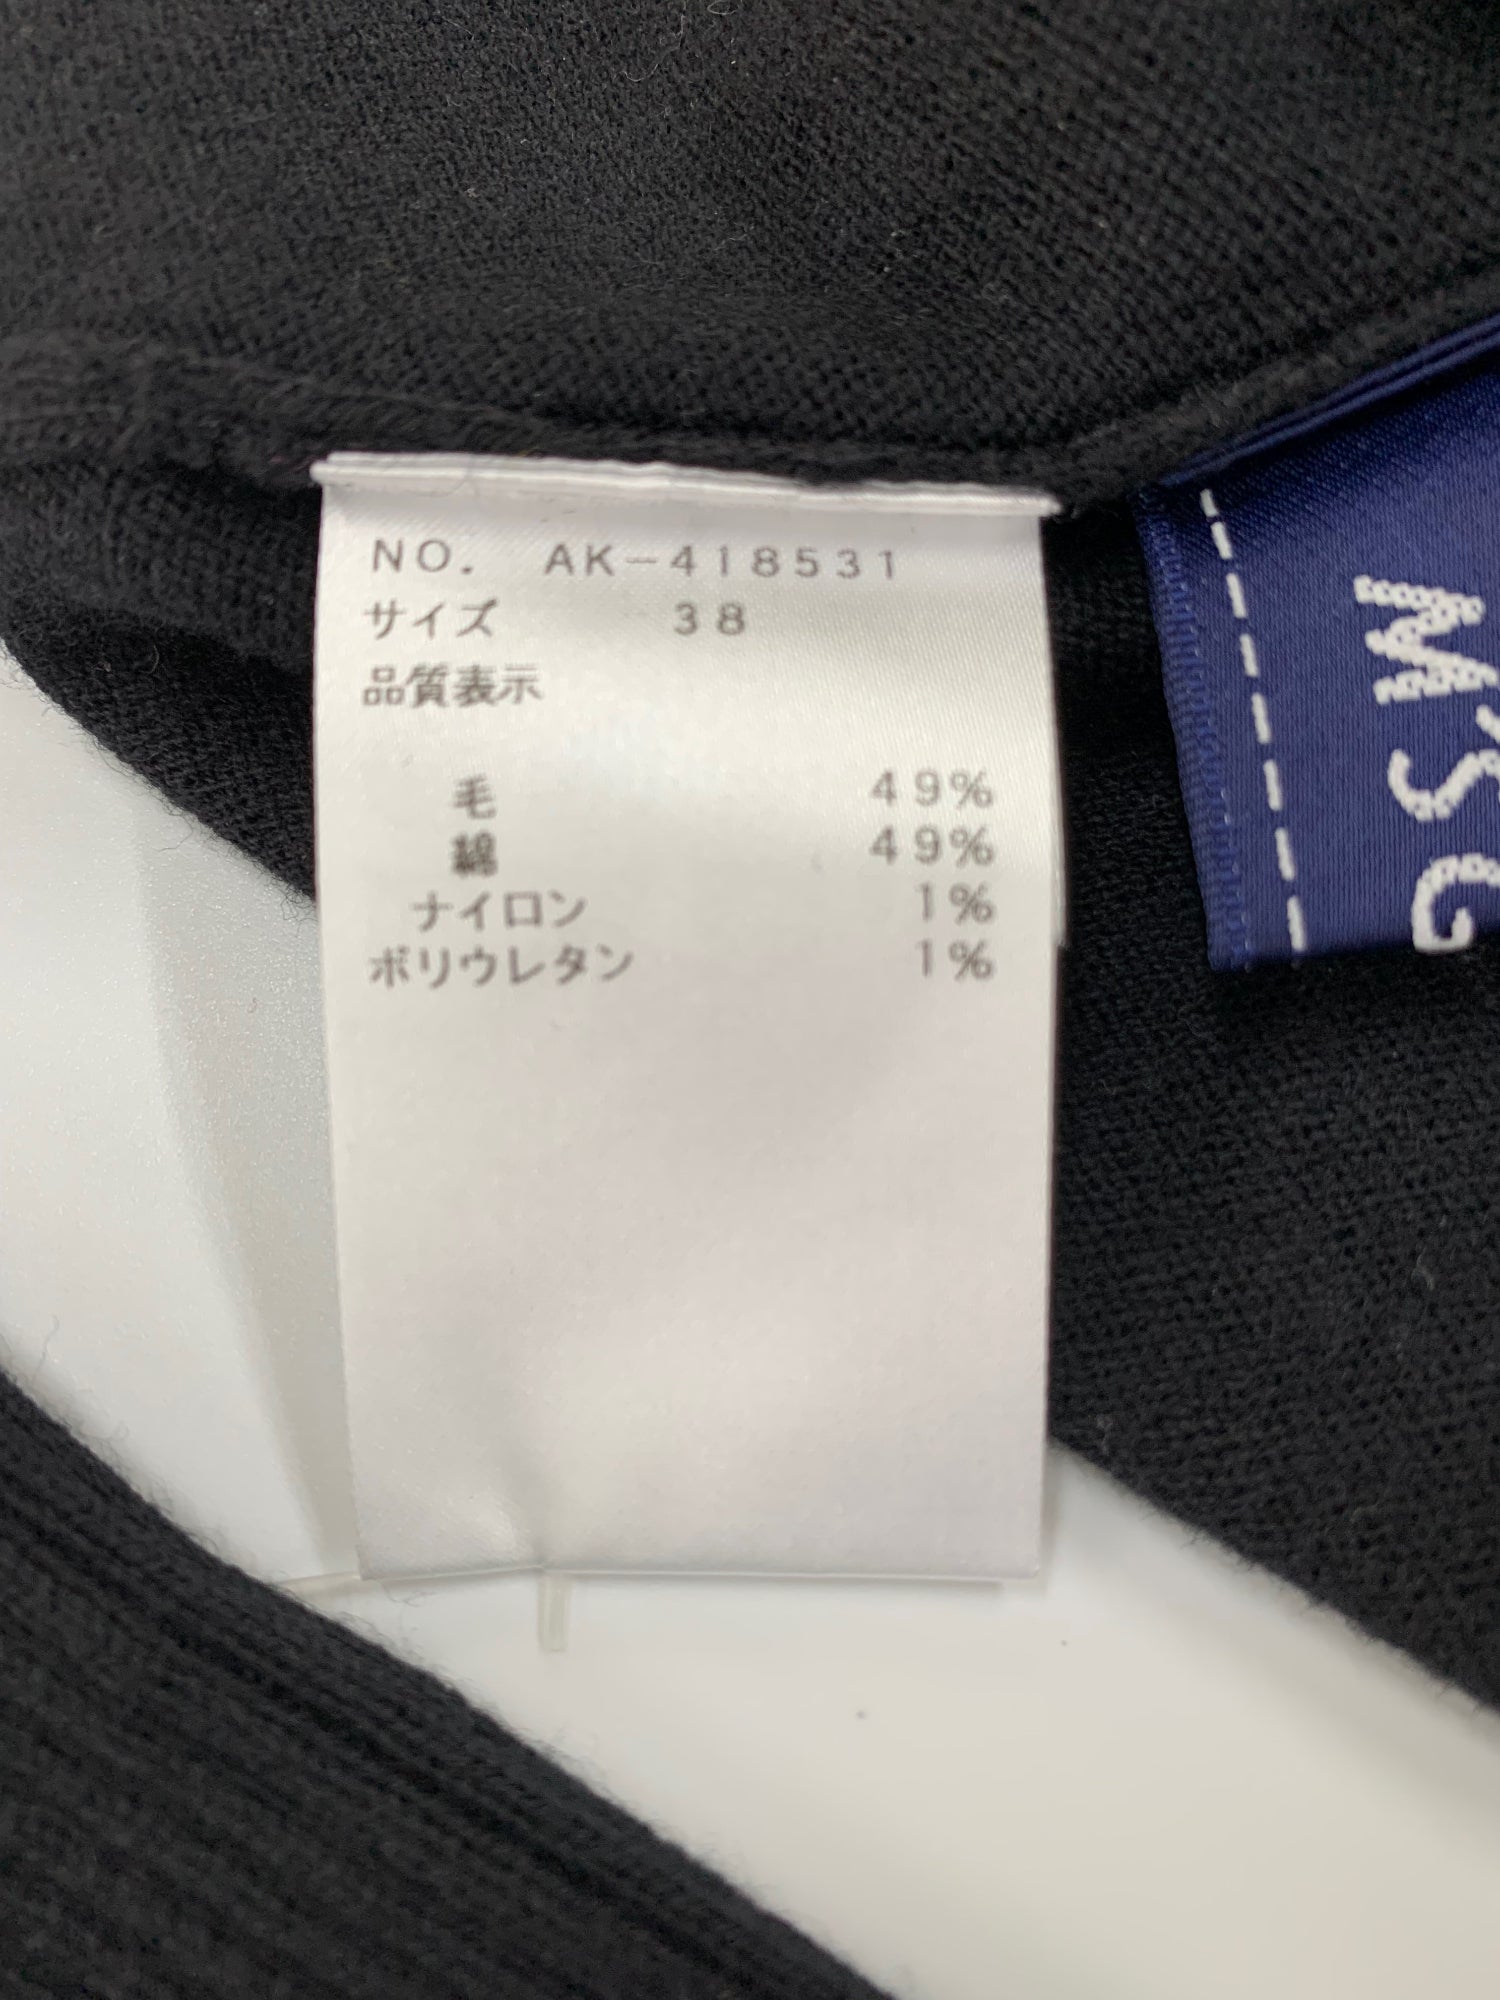 NO. AK-418531
サイズ 38
品質表示
毛 49%
綿 49%
ナイロン 1%
ポリウレタン 1%
M'S